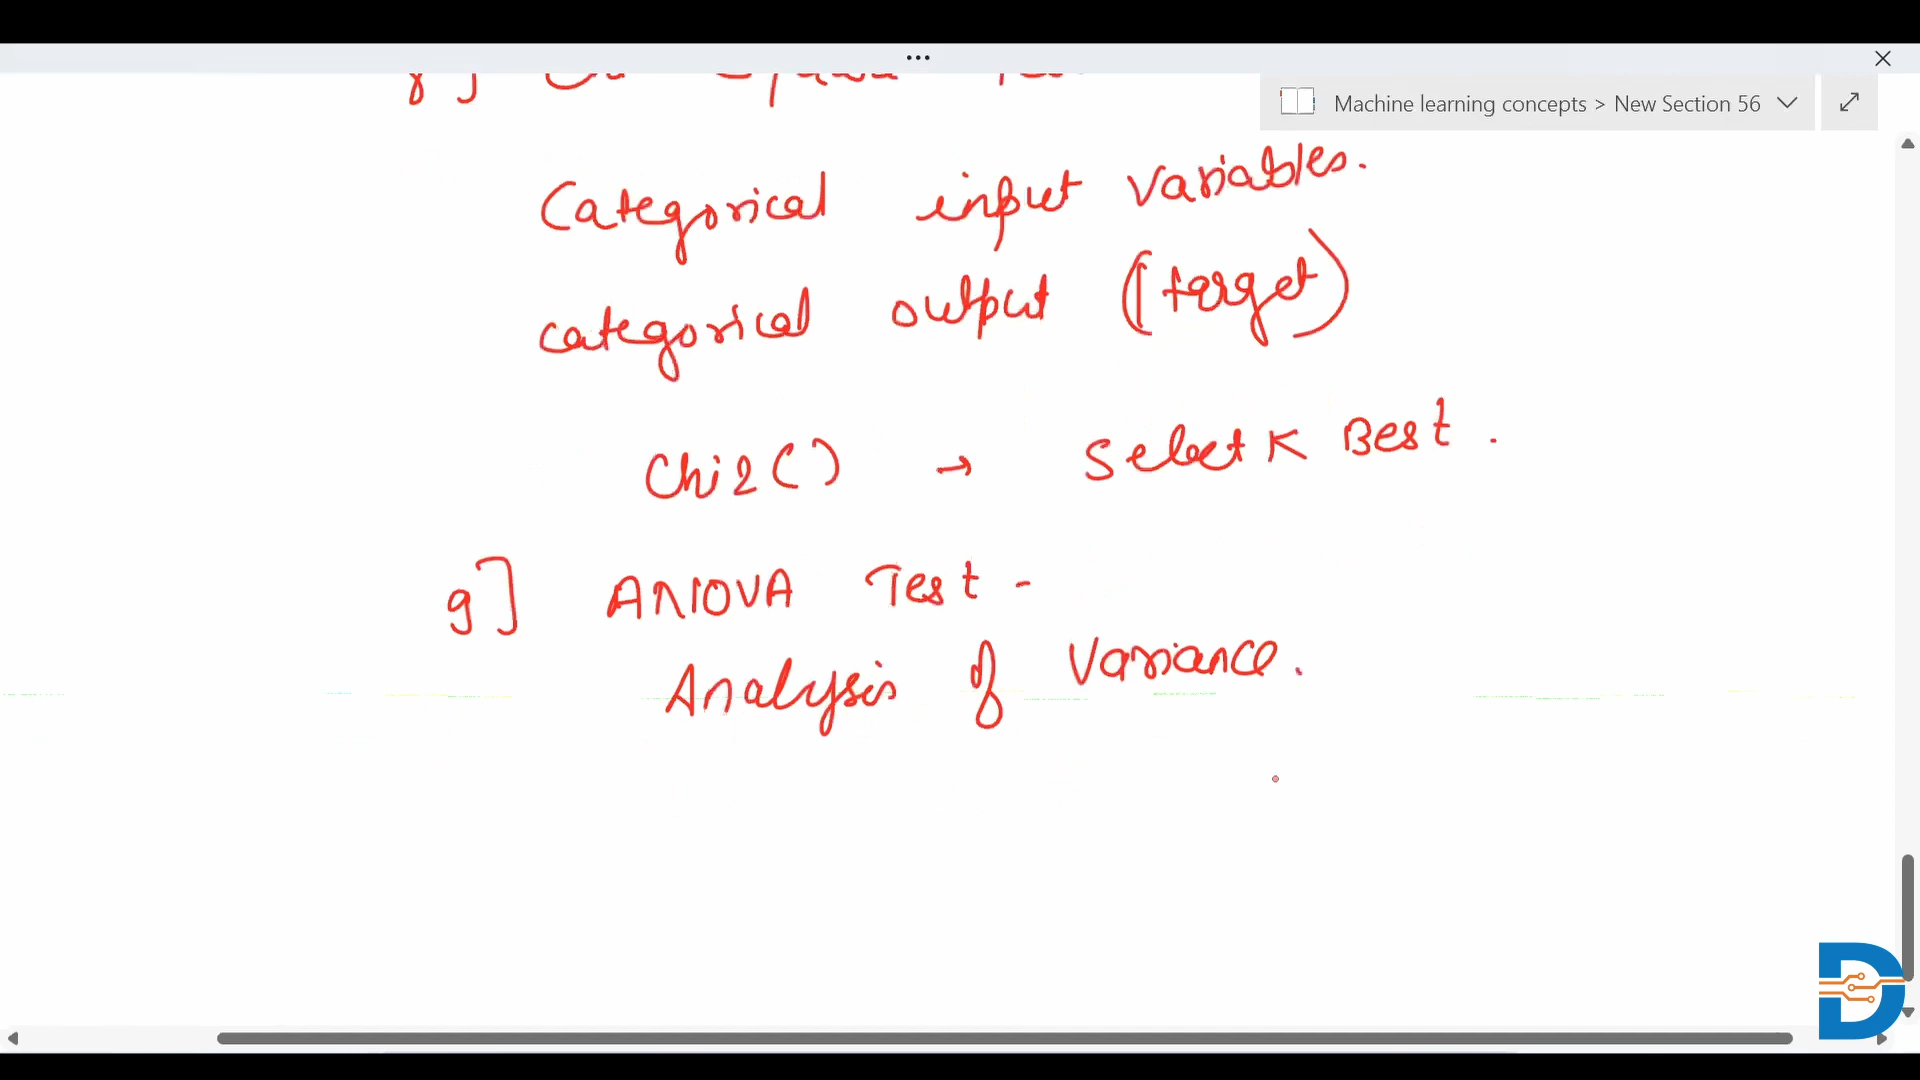 Machine learning concepts > New Section 56
Categorical input variables.
categorical output (target)
Chi2() → Select K Best.
g] ANOVA Test -
Analysis of Variance.